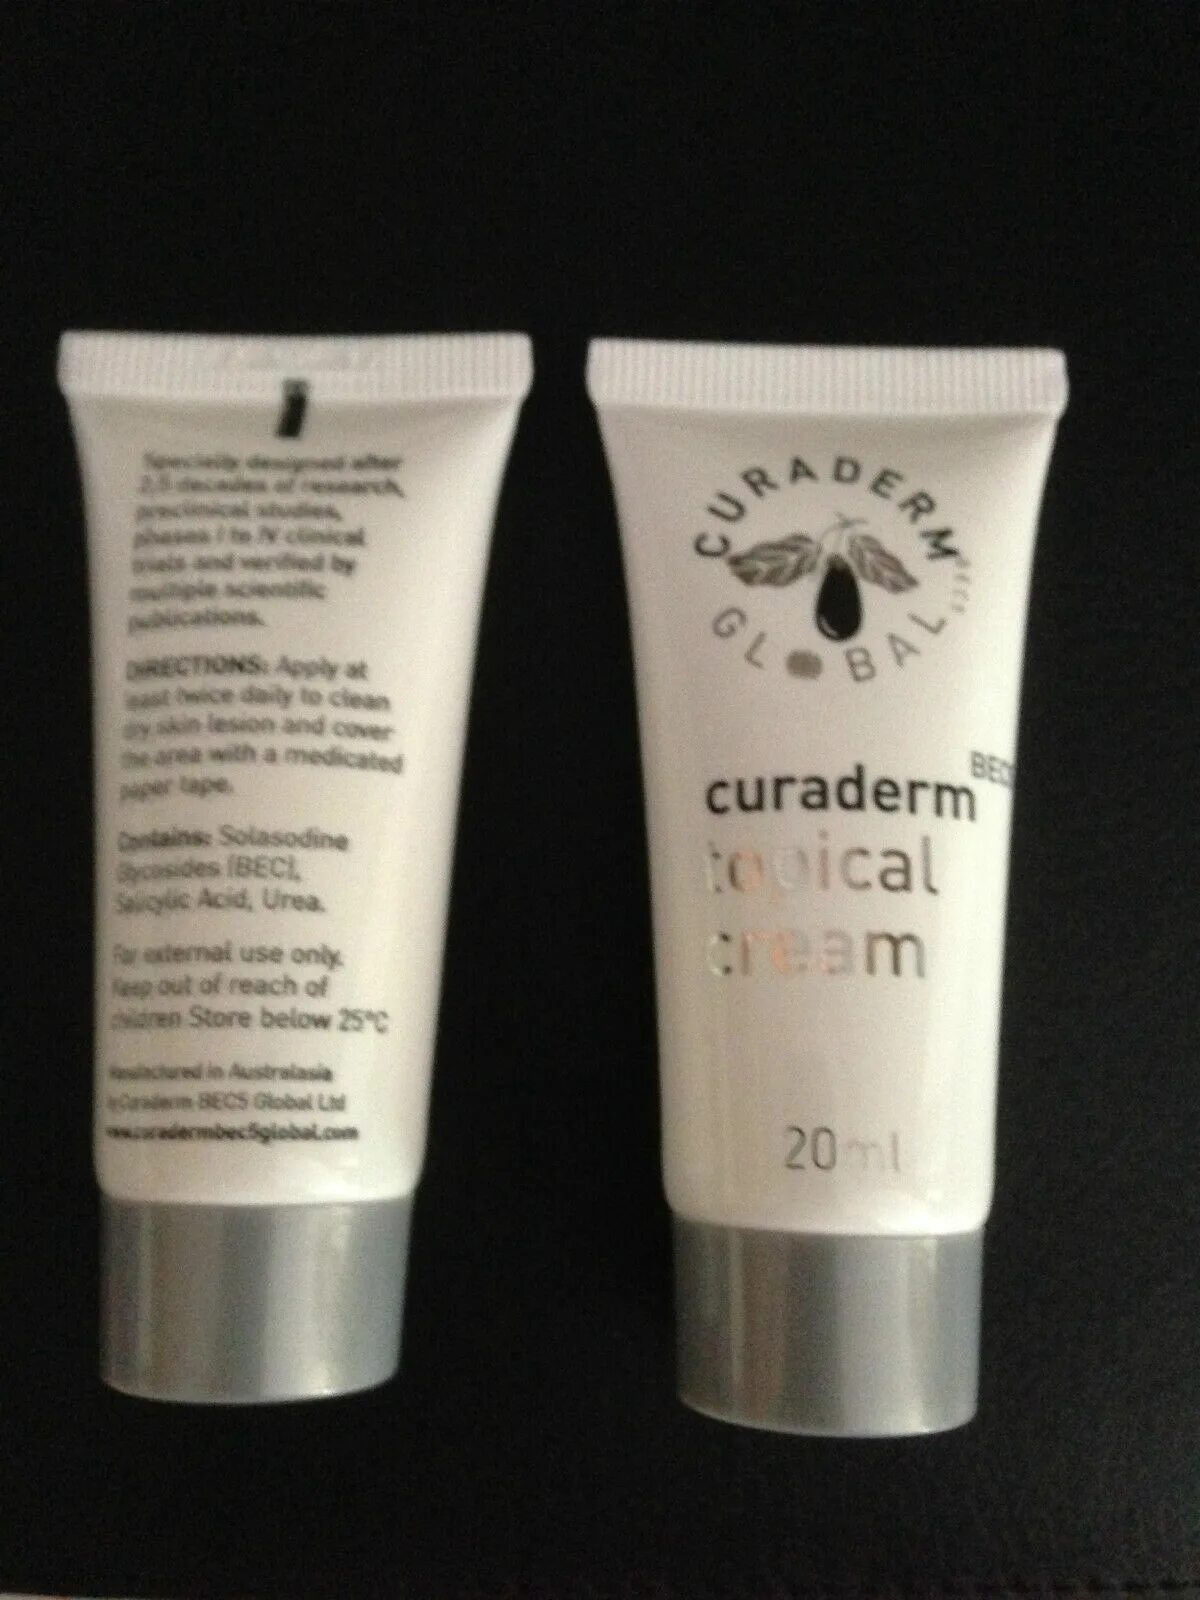 Specially designed after
2.5 decades of research,
preclinical studies,
phases I to IV clinical
trials and verified by
multiple scientific
publications.
DIRECTIONS: Apply at
least twice daily to clean
dry skin lesion and cover
the area with a medicated
paper tape.
Contains: Solasodine
Glycosides (BEC),
Salicylic Acid, Urea.
For external use only.
Keep out of reach of
children Store below 25°C
Manufactured in Australasia
by Curaderm BEC5 Global Ltd
www.curadermbec5global.com
CURADERM
GLOBAL
curaderm BEC
topical
cream
20ml